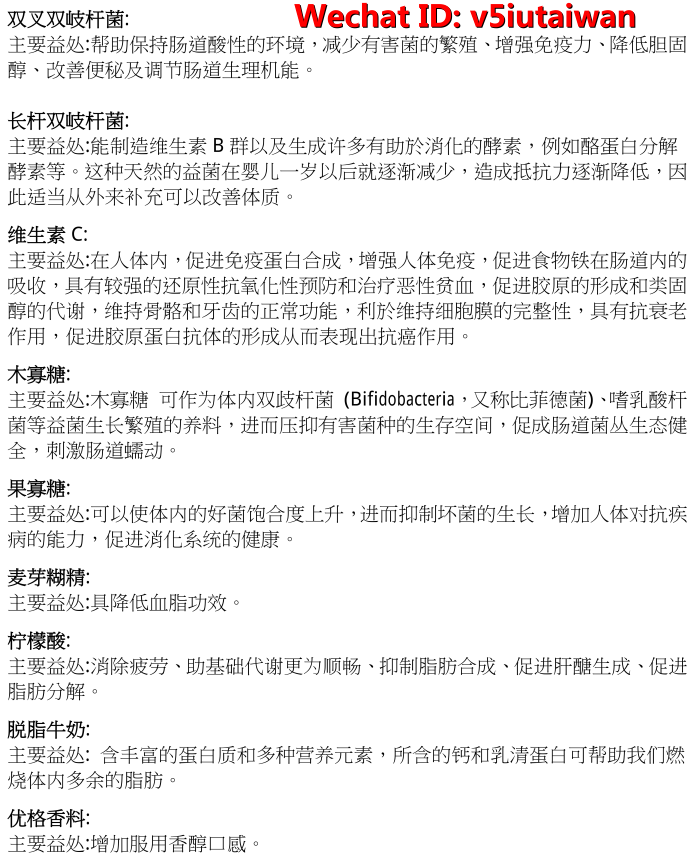 双叉双岐杆菌: Wechat ID: v5iutaiwan
主要益处:帮助保持肠道酸性的环境，减少有害菌的繁殖、增强免疫力、降低胆固
醇、改善便秘及调节肠道生理机能。
长杆双岐杆菌:
主要益处:能制造维生素 B 群以及生成许多有助於消化的酵素，例如酪蛋白分解
酵素等。这种天然的益菌在婴儿一岁以后就逐渐减少，造成抵抗力逐渐降低，因
此适当从外来补充可以改善体质。
维生素 C:
主要益处:在人体内，促进免疫蛋白合成，增强人体免疫，促进食物铁在肠道内的
吸收，具有较强的还原性抗氧化性预防和治疗恶性贫血，促进胶原的形成和类固
醇的代谢，维持骨骼和牙齿的正常功能，利於维持细胞膜的完整性，具有抗衰老
作用，促进胶原蛋白抗体的形成从而表现出抗癌作用。
木寡糖:
主要益处:木寡糖 可作为体内双歧杆菌 (Bifidobacteria，又称比菲德菌)、嗜乳酸杆
菌等益菌生长繁殖的养料，进而压抑有害菌种的生存空间，促成肠道菌丛生态健
全，刺激肠道蠕动。
果寡糖:
主要益处:可以使体内的好菌饱合度上升，进而抑制坏菌的生长，增加人体对抗疾
病的能力，促进消化系统的健康。
麦芽糊精:
主要益处:具降低血脂功效。
柠檬酸:
主要益处:消除疲劳、助基础代谢更为顺畅、抑制脂肪合成、促进肝醣生成、促进
脂肪分解。
脱脂牛奶:
主要益处: 含丰富的蛋白质和多种营养元素，所含的钙和乳清蛋白可帮助我们燃
烧体内多余的脂肪。
优格香料:
主要益处:增加服用香醇口感。